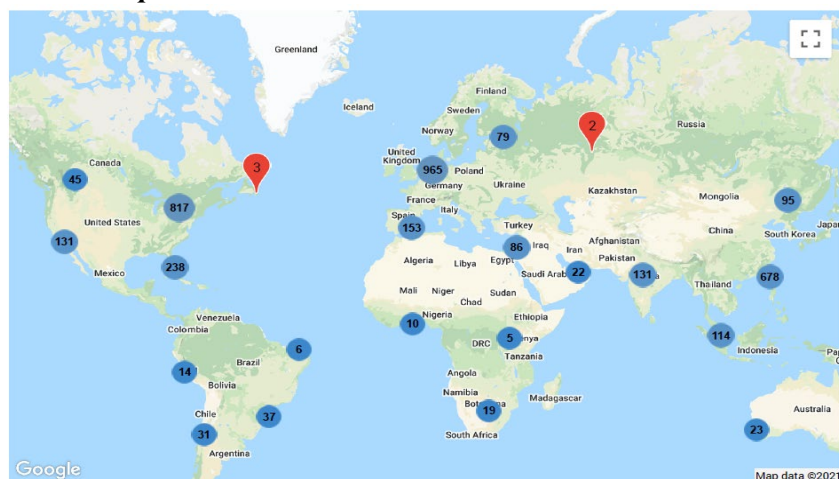 Greenland
Iceland
Finland
Sweden
Norway
Russia
79
2
3
United
Kingdom
965
Poland
Germany
Ukraine
Kazakhstan
Mongolia
Canada
45
817
France
Italy
Spain
153
Turkey
95
United States
131
86
Iraq
Iran
Afghanistan
Pakistan
China
South Korea
238
Mexico
Algeria
Libya
Egypt
Saudi Arab
22
131
678
Mali
Niger
Chad
Sudan
Thailand
Venezuela
Colombia
10
Nigeria
Ethiopia
5
DRC
Tanzania
114
Indonesia
6
14
Brazil
Bolivia
Angola
Namibia
Madagascar
19
Australia
Chile
37
31
South Africa
23
Argentina
Google
Map data ©2021